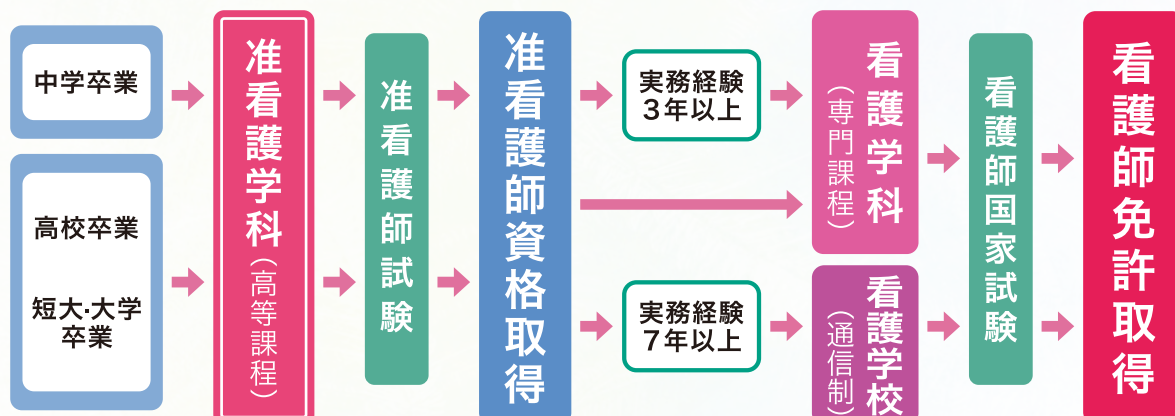 中学卒業
高校卒業
短大・大学
卒業
准看護学科(高等課程)
准看護師試験
准看護師資格取得
実務経験
3年以上
実務経験
7年以上
看護学科
(専門課程)
看護学校
(通信制)
看護師国家試験
看護師免許取得